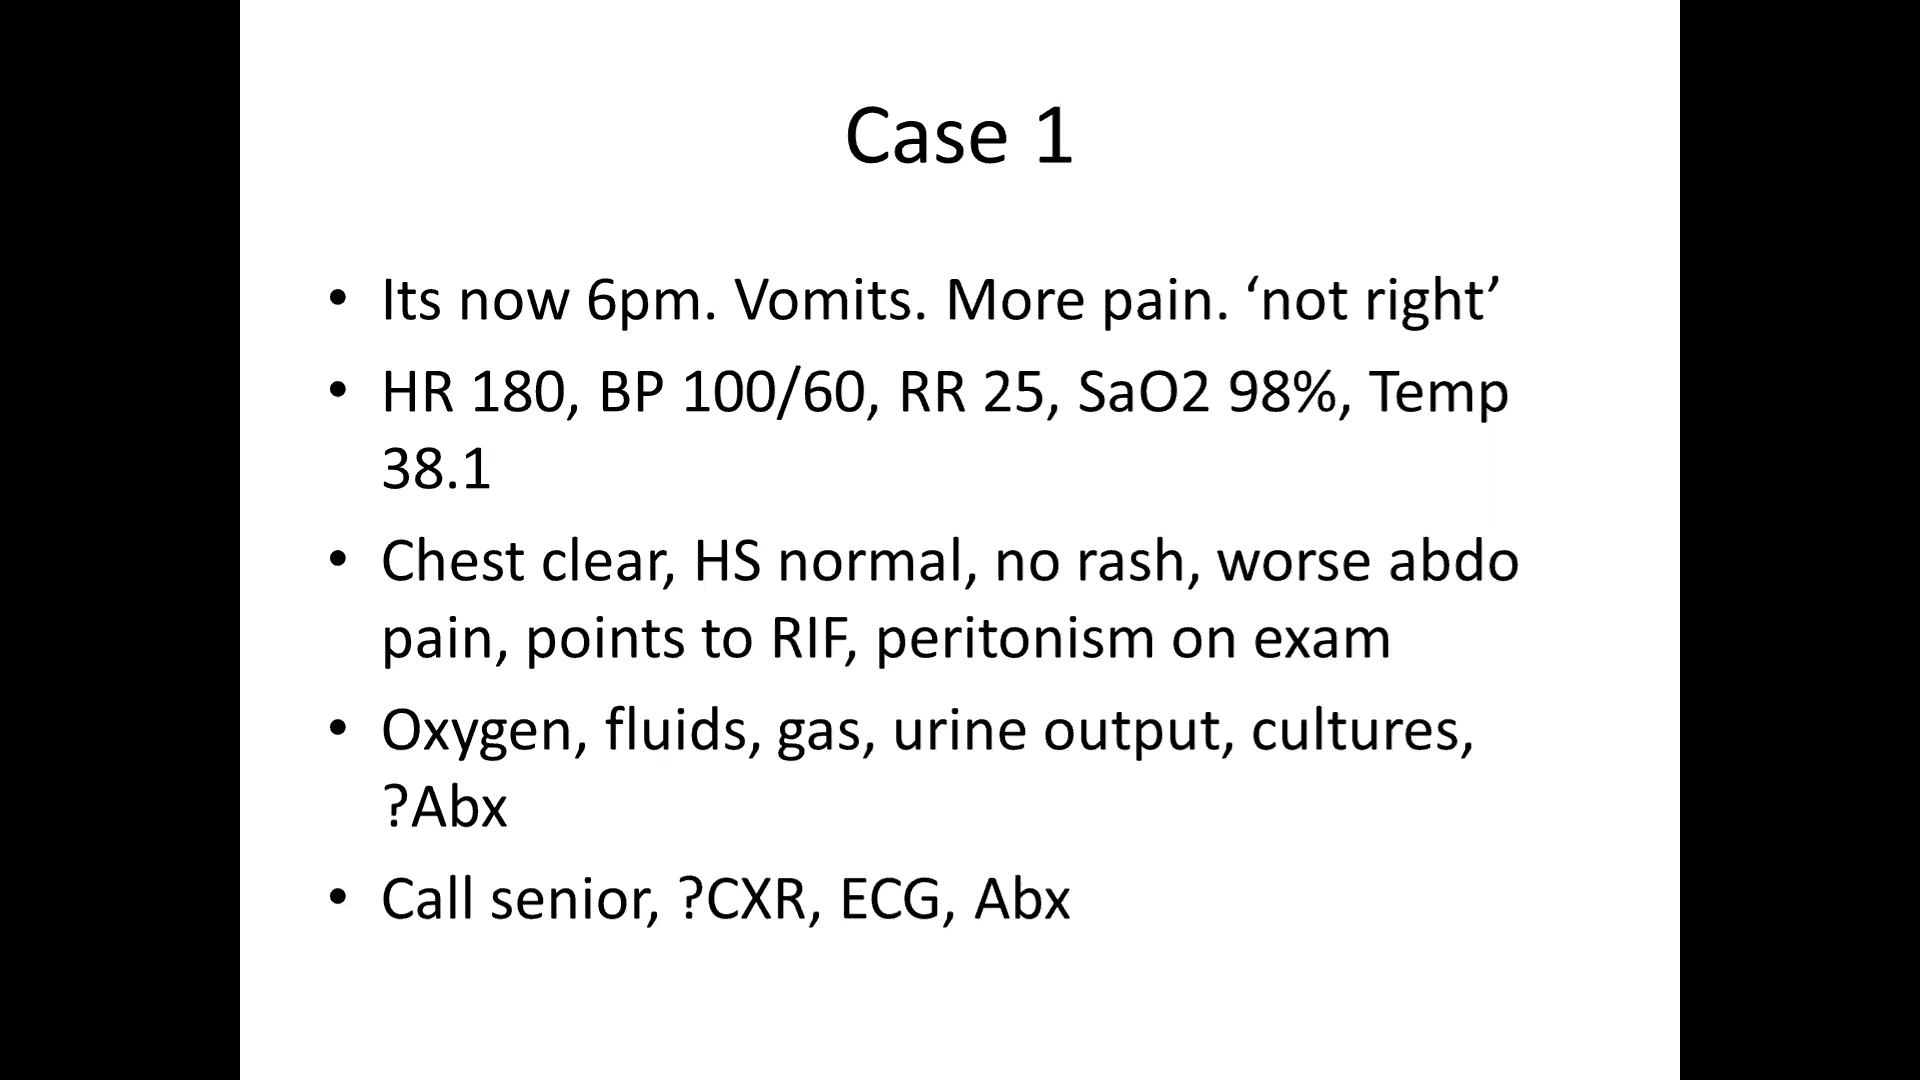 Case 1
• Its now 6pm. Vomits. More pain. ‘not right’
• HR 180, BP 100/60, RR 25, SaO2 98%, Temp
38.1
• Chest clear, HS normal, no rash, worse abdo
pain, points to RIF, peritonism on exam
• Oxygen, fluids, gas, urine output, cultures,
?Abx
• Call senior, ?CXR, ECG, Abx